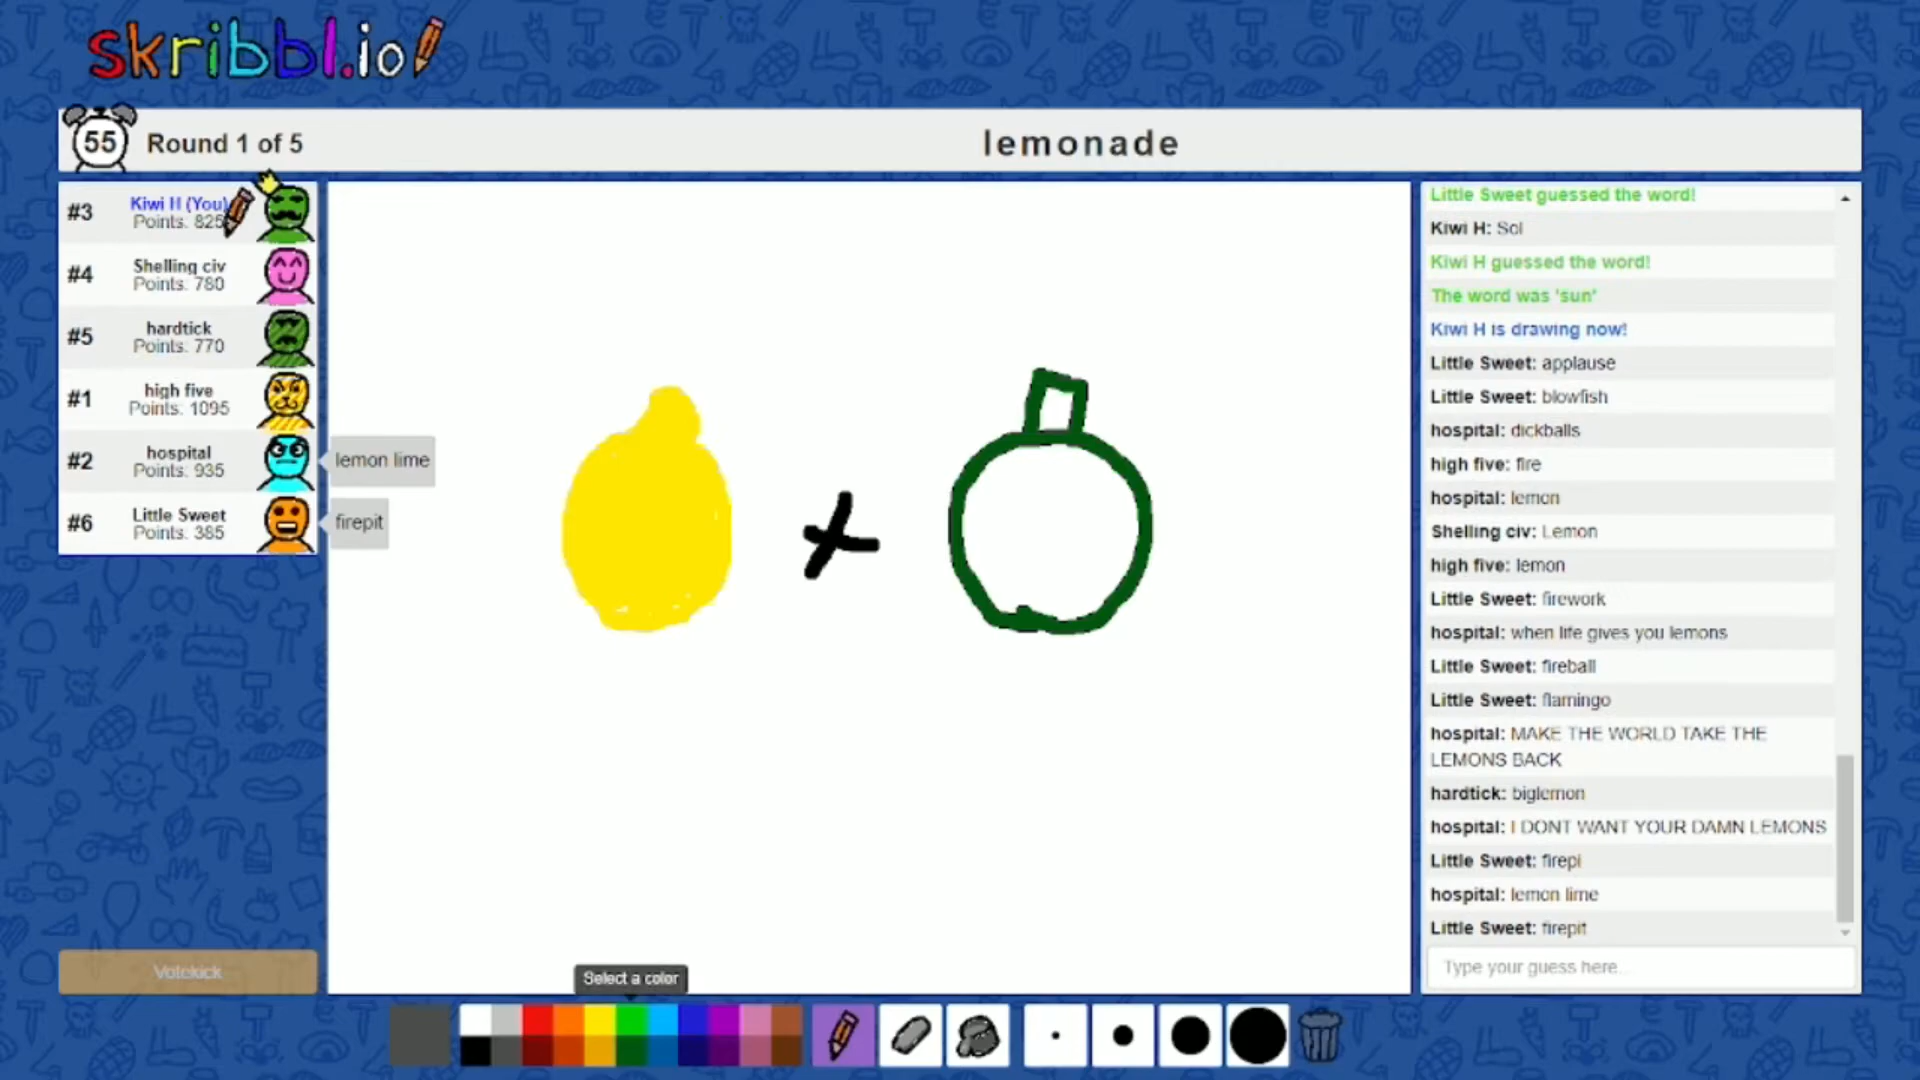 skribbl.io
55
Round 1 of 5
lemonade
#3
Kiwi H (You)
Points: 825
#4
Shelling civ
Points: 780
#5
hardtick
Points: 770
#1
high five
Points: 1095
#2
hospital
Points: 935
lemon lime
#6
Little Sweet
Points: 385
firepit
Votekick
Little Sweet guessed the word!
Kiwi H: Sol
Kiwi H guessed the word!
The word was 'sun'
Kiwi H is drawing now!
Little Sweet: applause
Little Sweet: blowfish
hospital: dickballs
high five: fire
hospital: lemon
Shelling civ: Lemon
high five: lemon
Little Sweet: firework
hospital: when life gives you lemons
Little Sweet: fireball
Little Sweet: flamingo
hospital: MAKE THE WORLD TAKE THE
LEMONS BACK
hardtick: biglemon
hospital: I DONT WANT YOUR DAMN LEMONS
Little Sweet: firepi
hospital: lemon lime
Little Sweet: firepit
Type your guess here...
Select a color